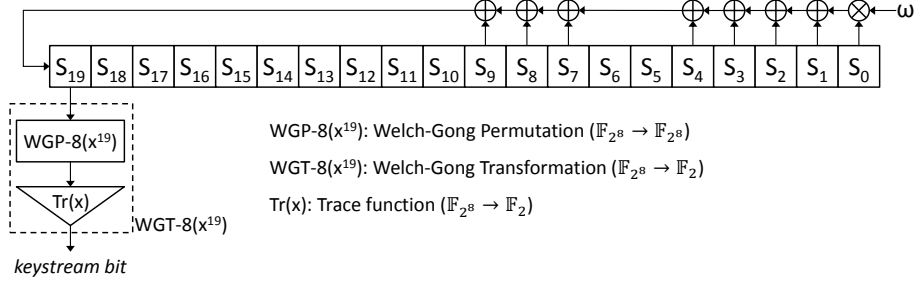 ω
S₁₉ S₁₈ S₁₇ S₁₆ S₁₅ S₁₄ S₁₃ S₁₂ S₁₁ S₁₀ S₉ S₈ S₇ S₆ S₅ S₄ S₃ S₂ S₁ S₀
WGP-8(x¹⁹)
Tr(x)
WGT-8(x¹⁹)
keystream bit
WGP-8(x¹⁹): Welch-Gong Permutation (𝔽₂⁸ → 𝔽₂⁸)
WGT-8(x¹⁹): Welch-Gong Transformation (𝔽₂⁸ → 𝔽₂)
Tr(x): Trace function (𝔽₂⁸ → 𝔽₂)